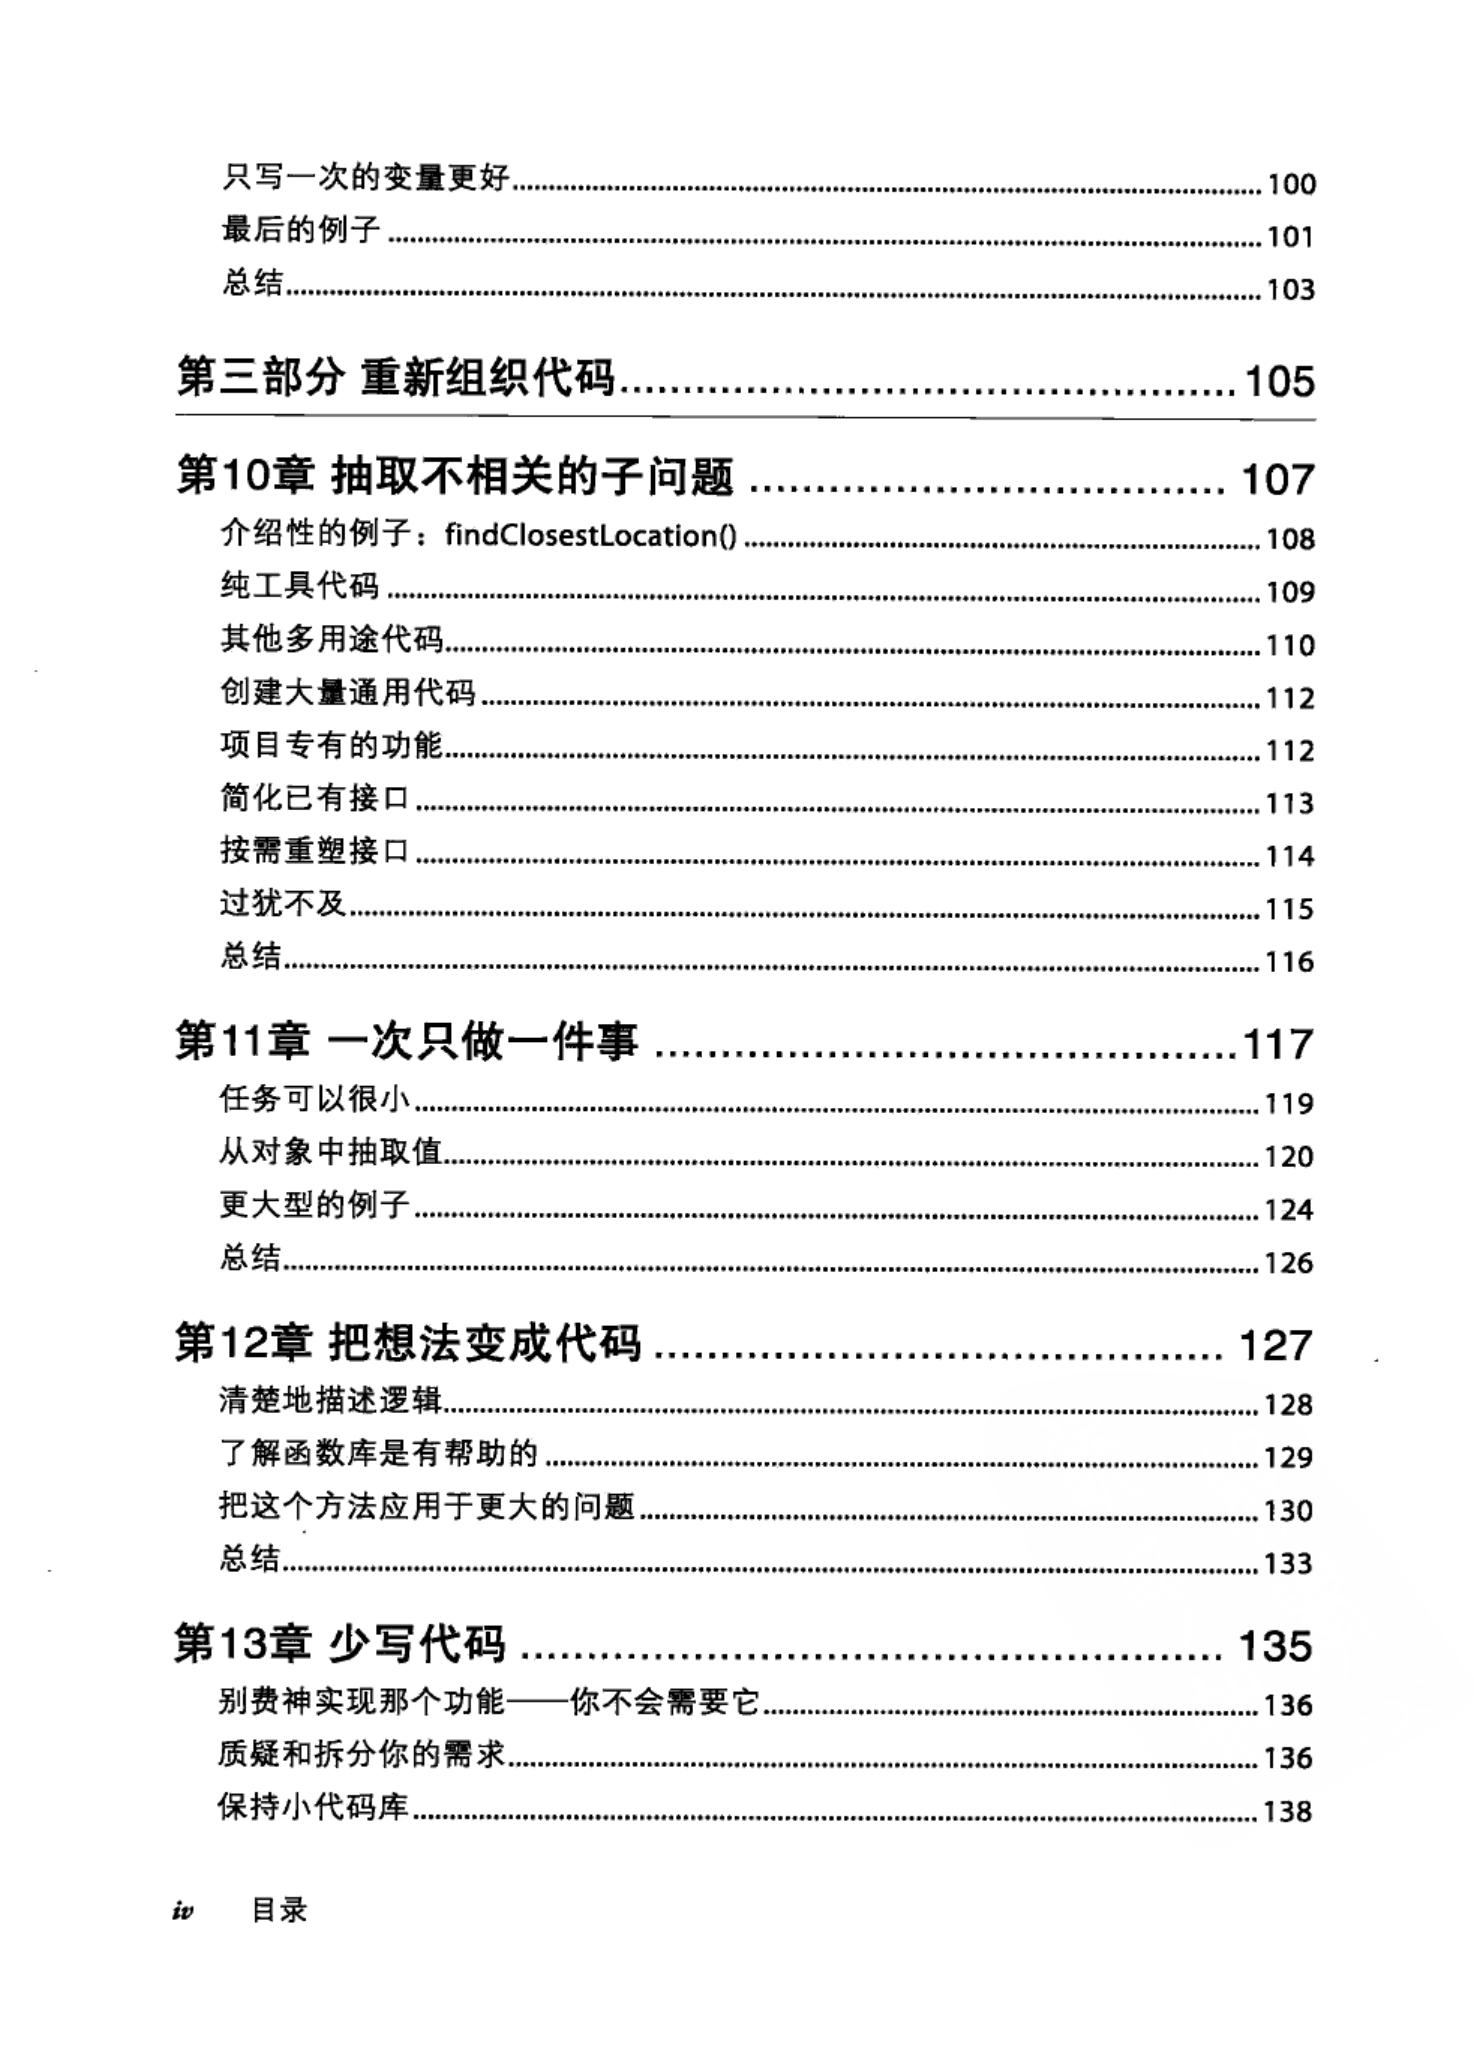 只写一次的变量更好 100
最后的例子 101
总结 103
第三部分 重新组织代码 105
第10章 抽取不相关的子问题 107
介绍性的例子：findClosestLocation() 108
纯工具代码 109
其他多用途代码 110
创建大量通用代码 112
项目专有的功能 112
简化已有接口 113
按需重塑接口 114
过犹不及 115
总结 116
第11章 一次只做一件事 117
任务可以很小 119
从对象中抽取值 120
更大型的例子 124
总结 126
第12章 把想法变成代码 127
清楚地描述逻辑 128
了解函数库是有帮助的 129
把这个方法应用于更大的问题 130
总结 133
第13章 少写代码 135
别费神实现那个功能——你不会需要它 136
质疑和拆分你的需求 136
保持小代码库 138
iv 目录